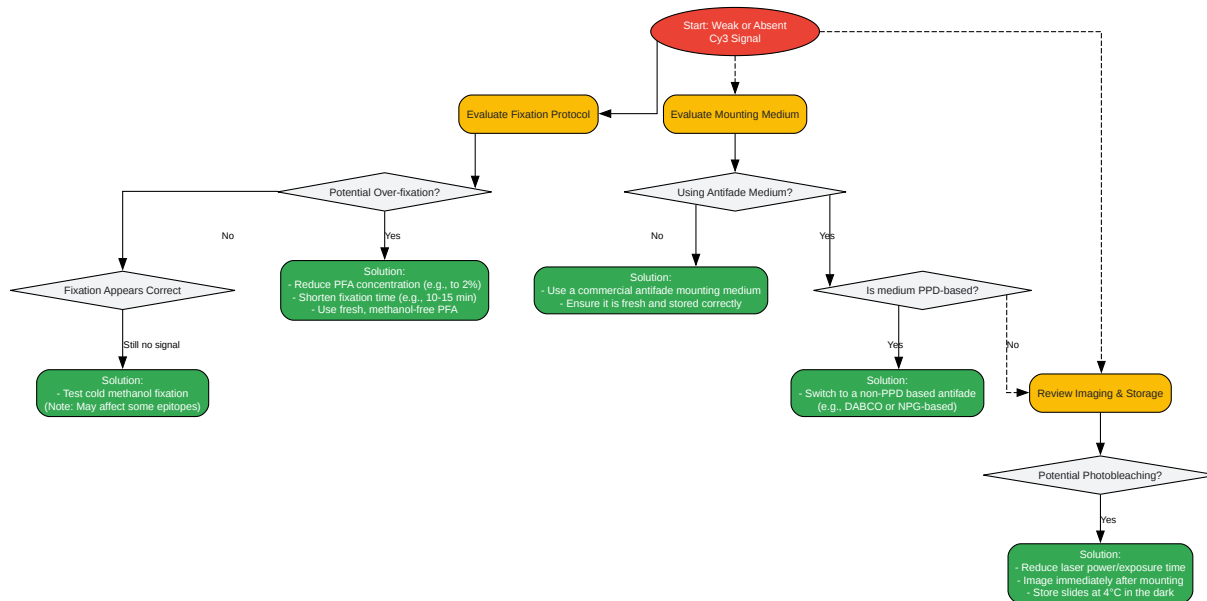 Start: Weak or Absent
Cy3 Signal
Evaluate Fixation Protocol
Evaluate Mounting Medium
Potential Over-fixation?
Using Antifade Medium?
No
Yes
No
Yes
Fixation Appears Correct
Solution:
- Reduce PFA concentration (e.g., to 2%)
- Shorten fixation time (e.g., 10-15 min)
- Use fresh, methanol-free PFA
Solution:
- Use a commercial antifade mounting medium
- Ensure it is fresh and stored correctly
Is medium PPD-based?
Still no signal
Yes
No
Solution:
- Test cold methanol fixation
(Note: May affect some epitopes)
Solution:
- Switch to a non-PPD based antifade
(e.g., DABCO or NPG-based)
Review Imaging & Storage
Potential Photobleaching?
Yes
Solution:
- Reduce laser power/exposure time
- Image immediately after mounting
- Store slides at 4°C in the dark